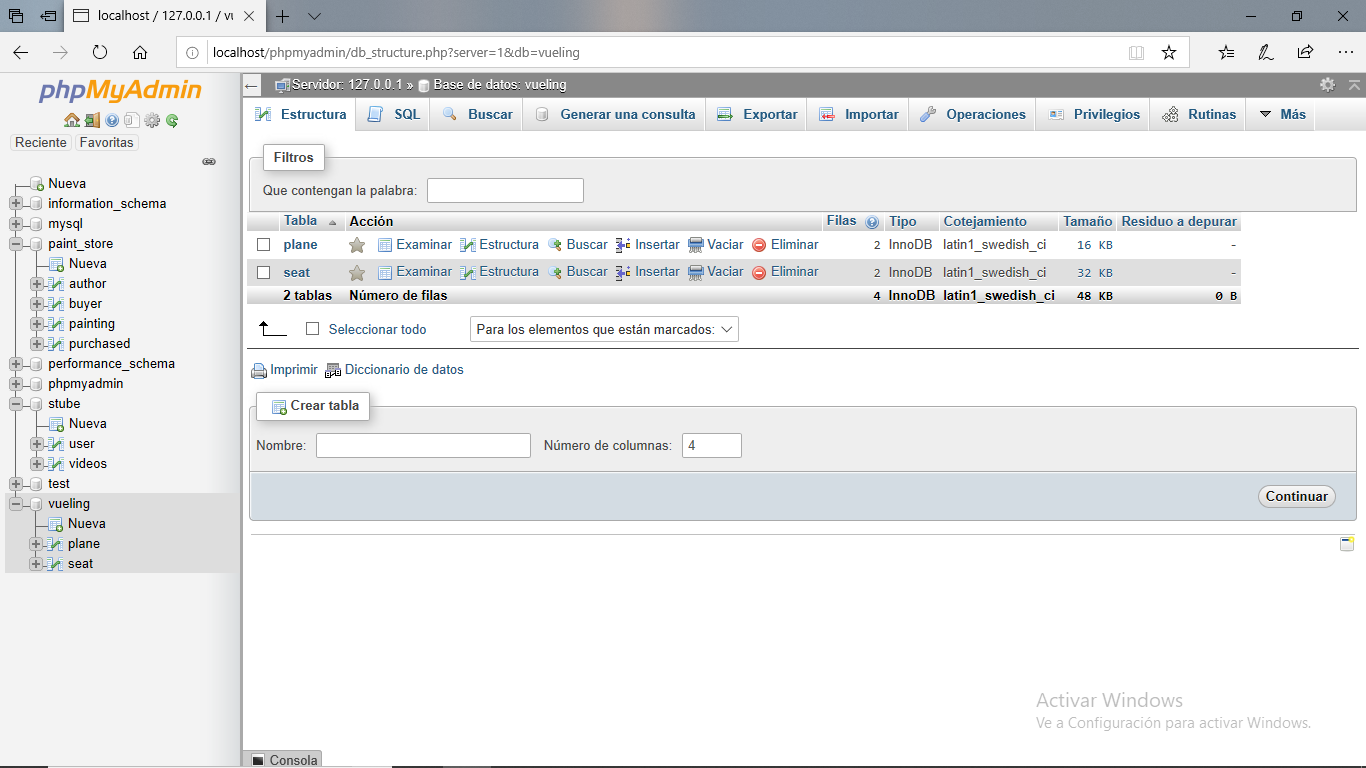 localhost / 127.0.0.1 / vu
localhost/phpmyadmin/db_structure.php?server=1&db=vueling
phpMyAdmin
Reciente Favoritas
Nueva
information_schema
mysql
paint_store
Nueva
author
buyer
painting
purchased
performance_schema
phpmyadmin
stube
Nueva
user
videos
test
vueling
Nueva
plane
seat
Servidor: 127.0.0.1 » Base de datos: vueling
Estructura SQL Buscar Generar una consulta Exportar Importar Operaciones Privilegios Rutinas Más
Filtros
Que contengan la palabra:
Tabla Acción Filas Tipo Cotejamiento Tamaño Residuo a depurar
plane Examinar Estructura Buscar Insertar Vaciar Eliminar 2 InnoDB latin1_swedish_ci 16 KB -
seat Examinar Estructura Buscar Insertar Vaciar Eliminar 2 InnoDB latin1_swedish_ci 32 KB -
2 tablas Número de filas 4 InnoDB latin1_swedish_ci 48 KB 0 B
Seleccionar todo Para los elementos que están marcados:
Imprimir Diccionario de datos
Crear tabla
Nombre: Número de columnas: 4
Continuar
Activar Windows
Ve a Configuración para activar Windows.
Consola